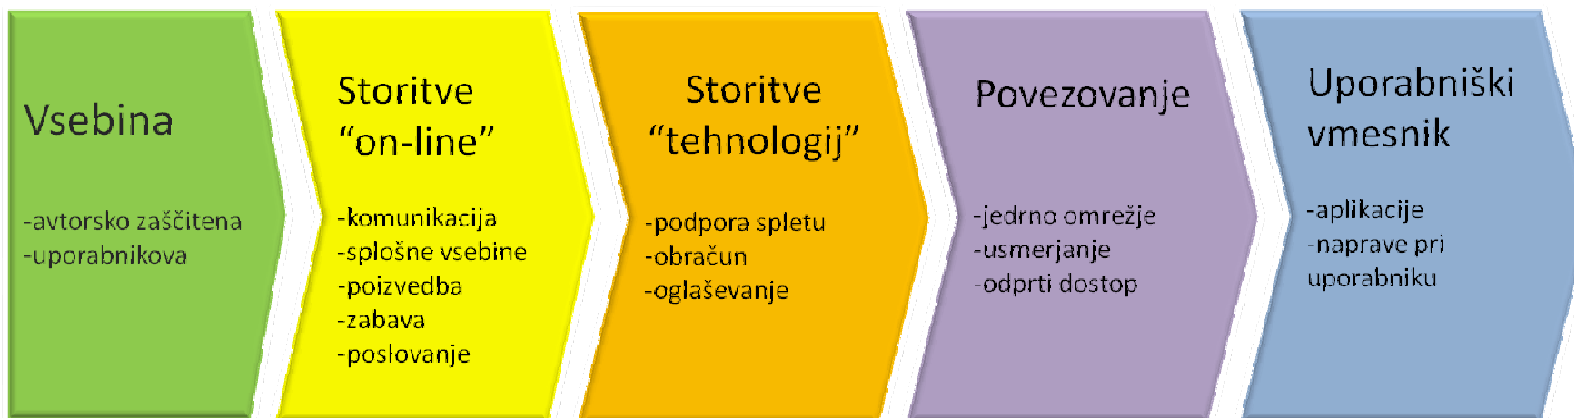 Vsebina
-avtorsko zaščitena
-uporabnikova
Storitve
“on-line”
-komunikacija
-splošne vsebine
-poizvedba
-zabava
-poslovanje
Storitve
“tehnologij”
-podpora spletu
-obračun
-oglaševanje
Povezovanje
-jedrno omrežje
-usmerjanje
-odprti dostop
Uporabniški
vmesnik
-aplikacije
-naprave pri
uporabniku